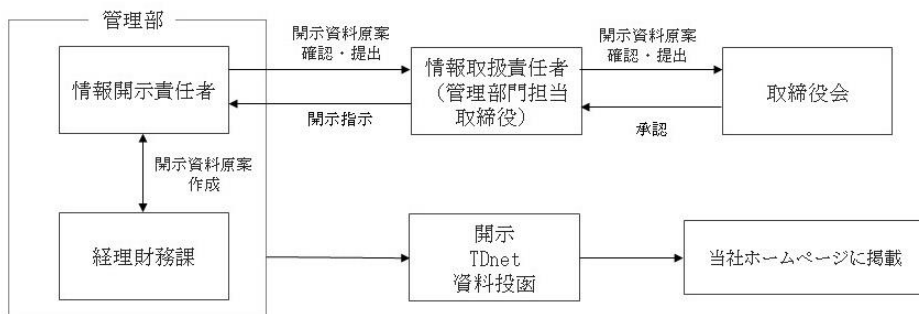 管理部
情報開示責任者
開示資料原案
確認・提出
開示指示
情報取扱責任者
（管理部門担当
取締役）
開示資料原案
確認・提出
承認
取締役会
開示資料原案
作成
経理財務課
開示
TDnet
資料投函
当社ホームページに掲載